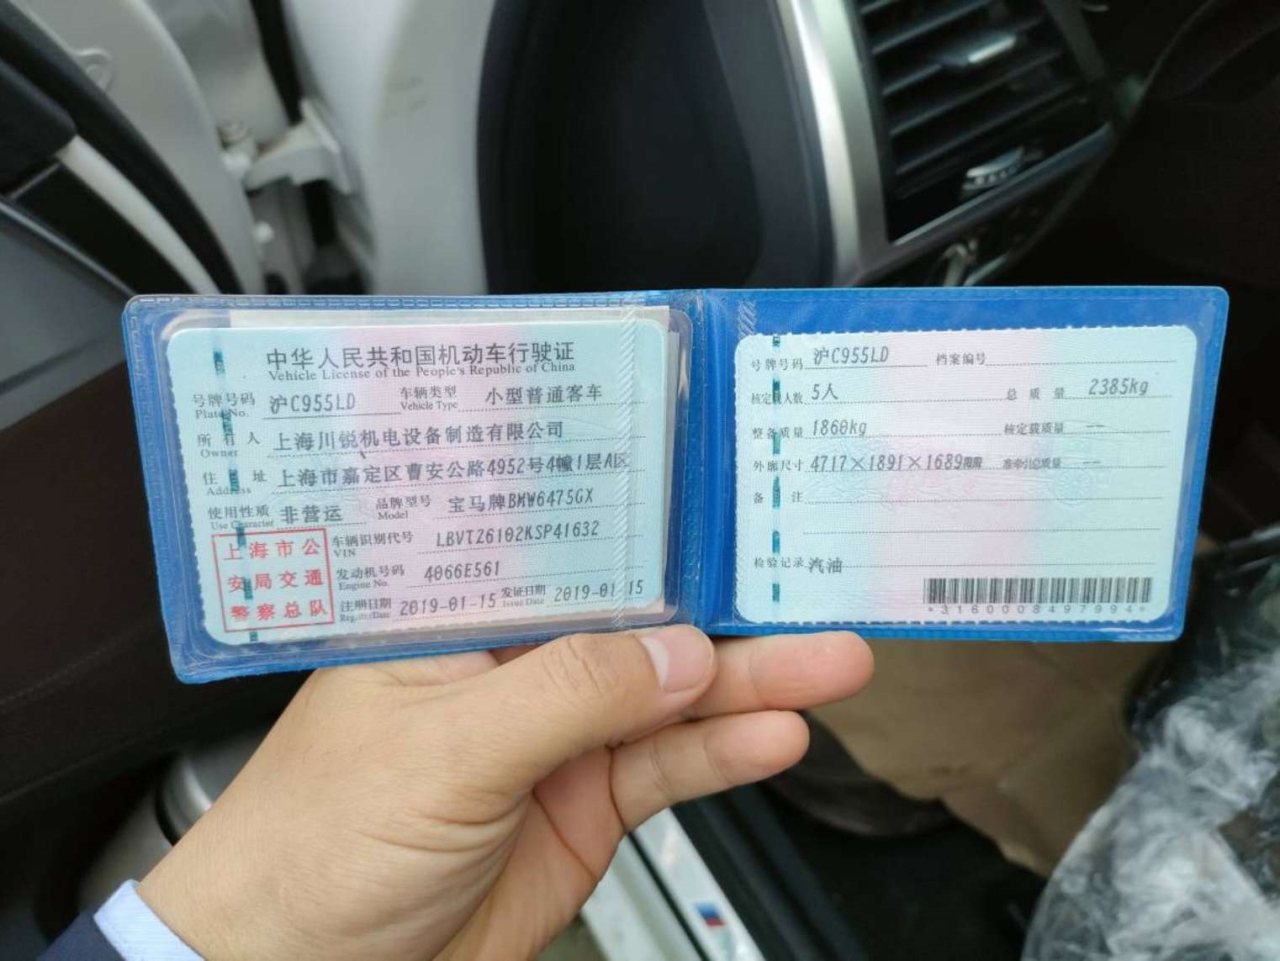 中华人民共和国机动车行驶证
Vehicle License of the People's Republic of China
号牌号码 沪C955LD 车辆类型 小型普通客车
Plate No. Vehicle Type
所有人 上海川锐机电设备制造有限公司
Owner
住址 上海市嘉定区曹安公路4952号4幢1层A区
Address
使用性质 非营运 品牌型号 宝马牌BMW6475GX
Use Character Model
上海市公
安局交通
警察总队
车辆识别代号 LBVTZ6102KSP41632
VIN
发动机号码 4066E561
Engine No.
注册日期 2019-01-15 发证日期 2019-01-15
Register Date Issue Date
号牌号码 沪C955LD 档案编号
核定载人数 5人 总质量 2385kg
整备质量 1860kg 核定载质量 --
外廓尺寸 4717×1891×1689 准牵引总质量 --
备注
检验记录 汽油
*3160008497994*